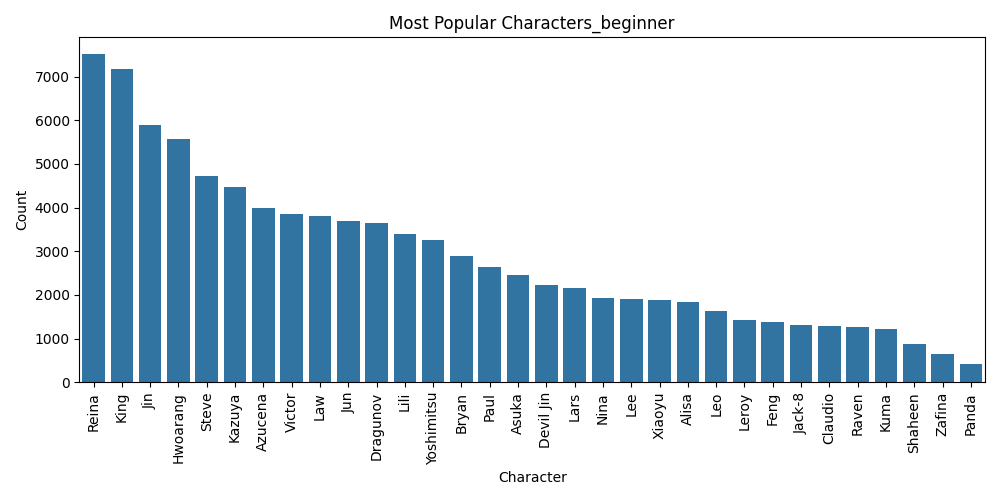 Most Popular Characters_beginner
Count
7000
6000
5000
4000
3000
2000
1000
0
Reina
King
Jin
Hwoarang
Steve
Kazuya
Azucena
Victor
Law
Jun
Dragunov
Lili
Yoshimitsu
Bryan
Paul
Asuka
Devil Jin
Lars
Nina
Lee
Xiaoyu
Alisa
Leo
Leroy
Feng
Jack-8
Claudio
Raven
Kuma
Shaheen
Zafina
Panda
Character